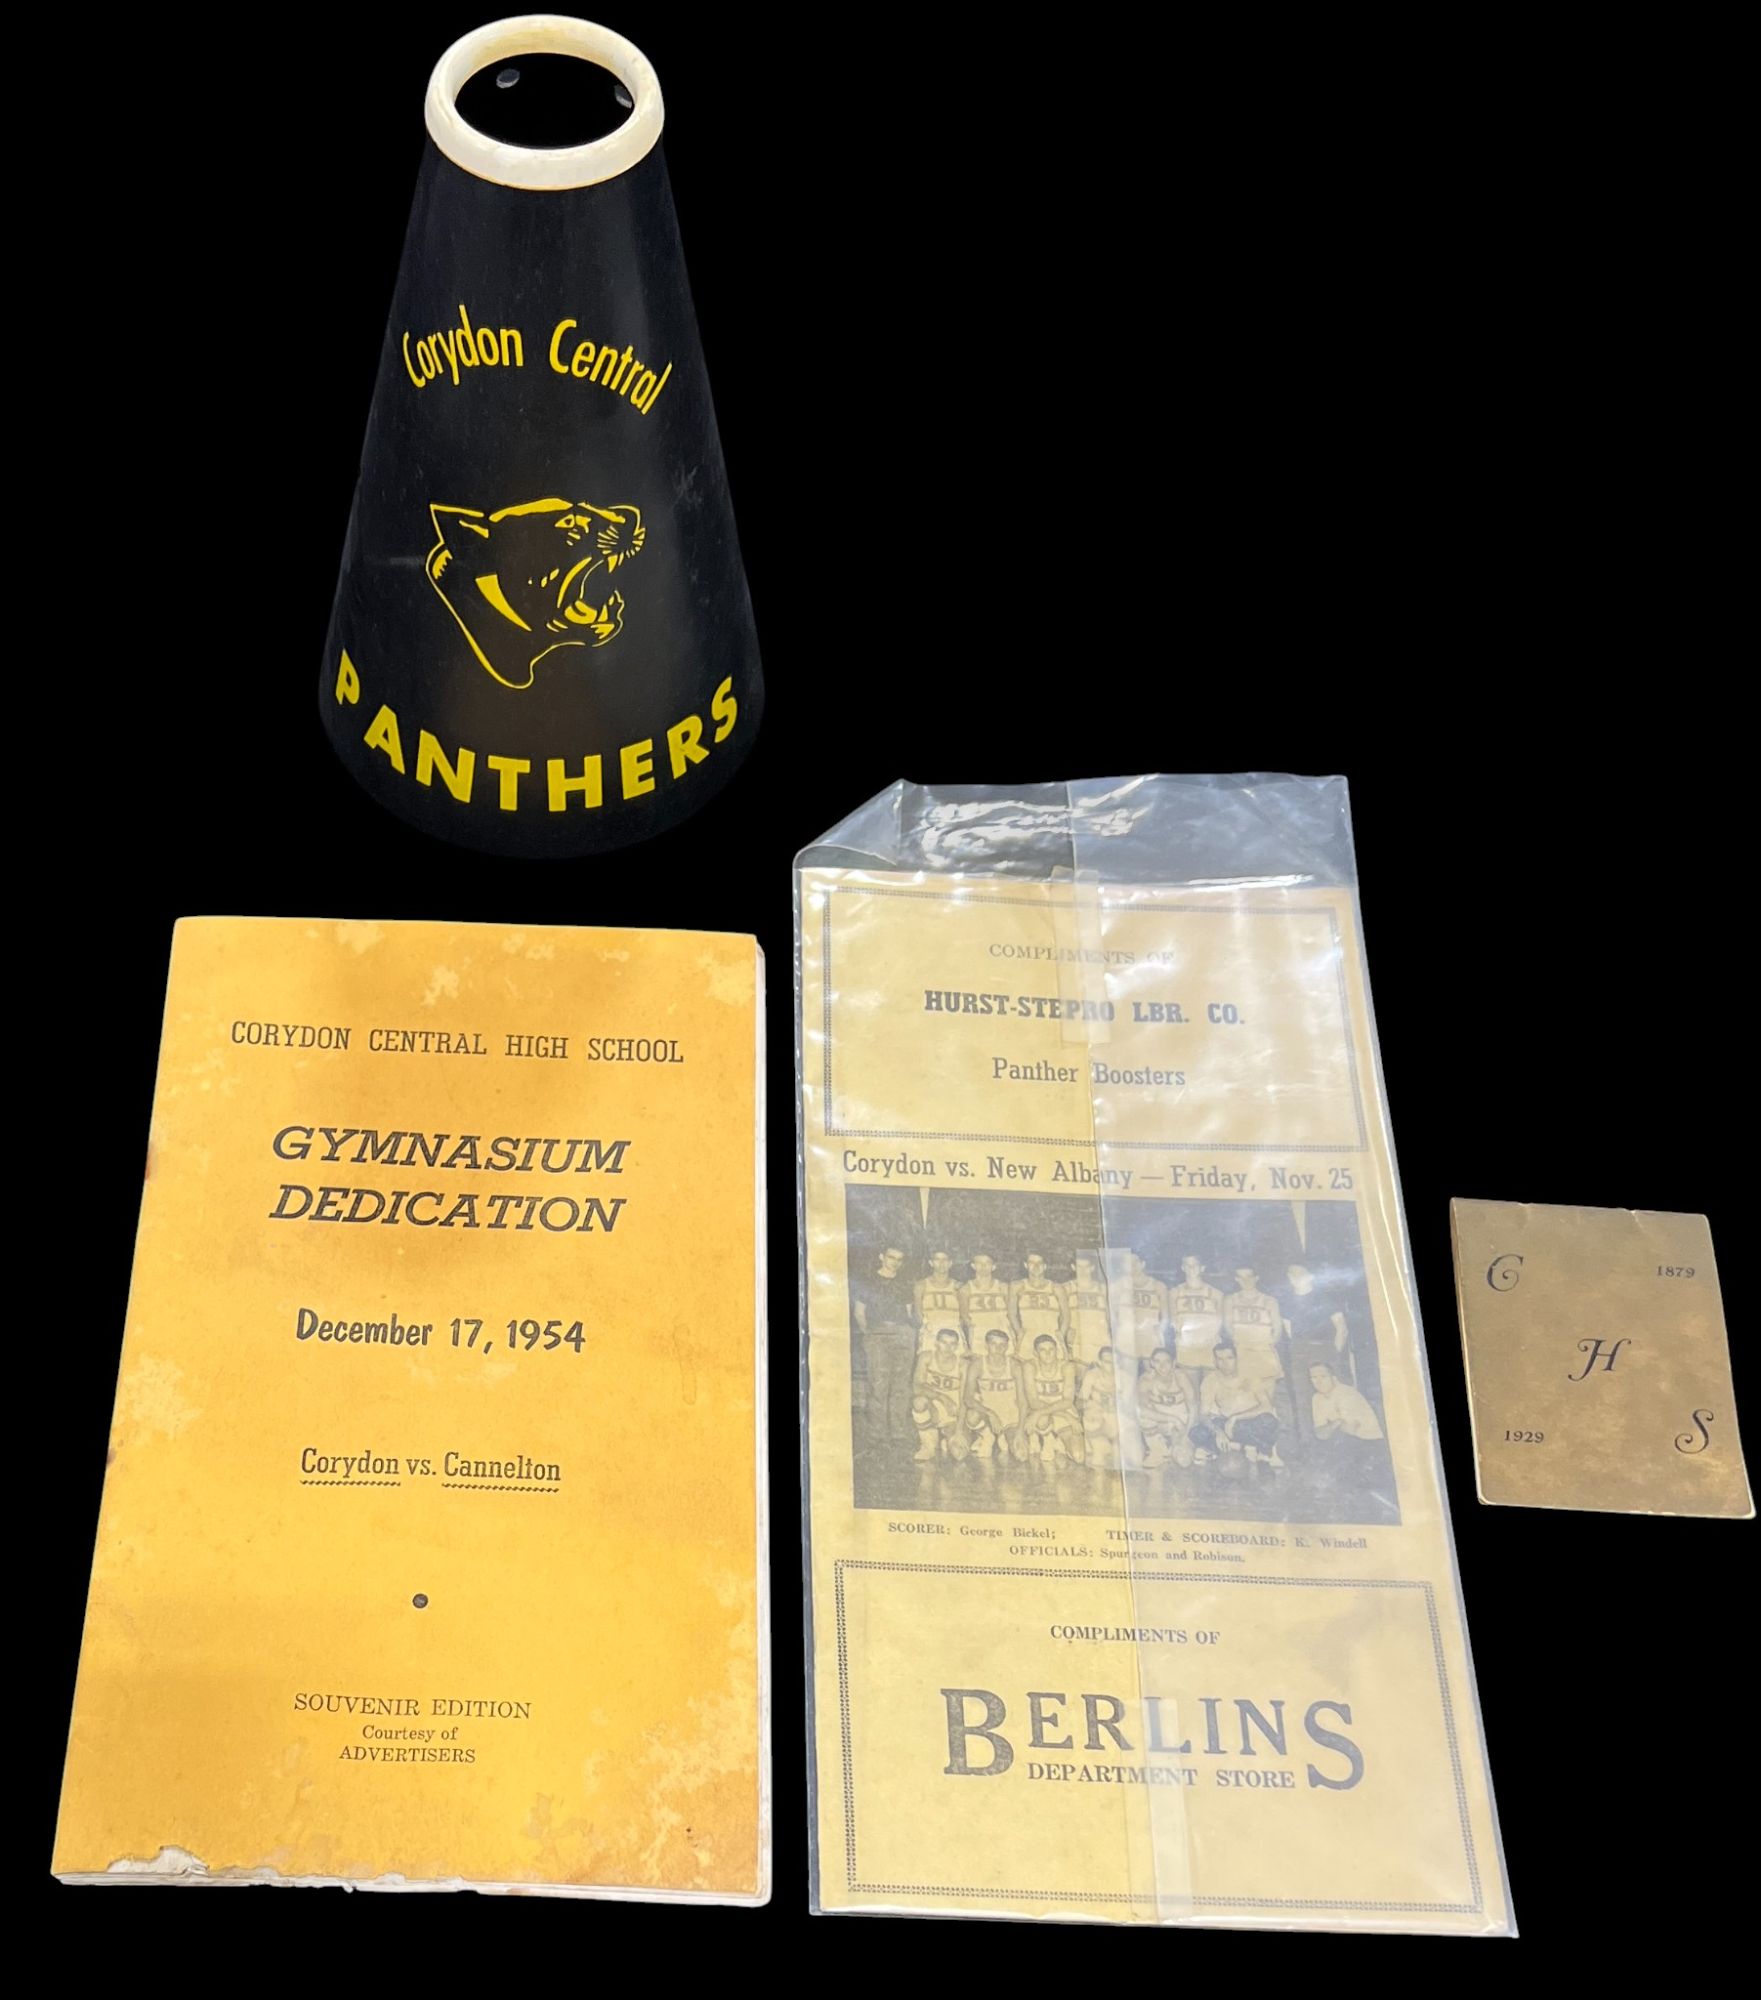 Corydon Central
PANTHERS
CORYDON CENTRAL HIGH SCHOOL
GYMNASIUM
DEDICATION
December 17, 1954
Corydon vs. Cannelton
SOUVENIR EDITION
Courtesy of
ADVERTISERS
COMPLIMENTS OF
HURST-STEPRO LBR. CO.
Panther Boosters
Corydon vs. New Albany — Friday, Nov. 25
SCORER: George Bickel; TIMER & SCOREBOARD: K. Windell
OFFICIALS: Spurgeon and Robison.
COMPLIMENTS OF
BERLINS
DEPARTMENT STORE
C 1879
H
1929 S